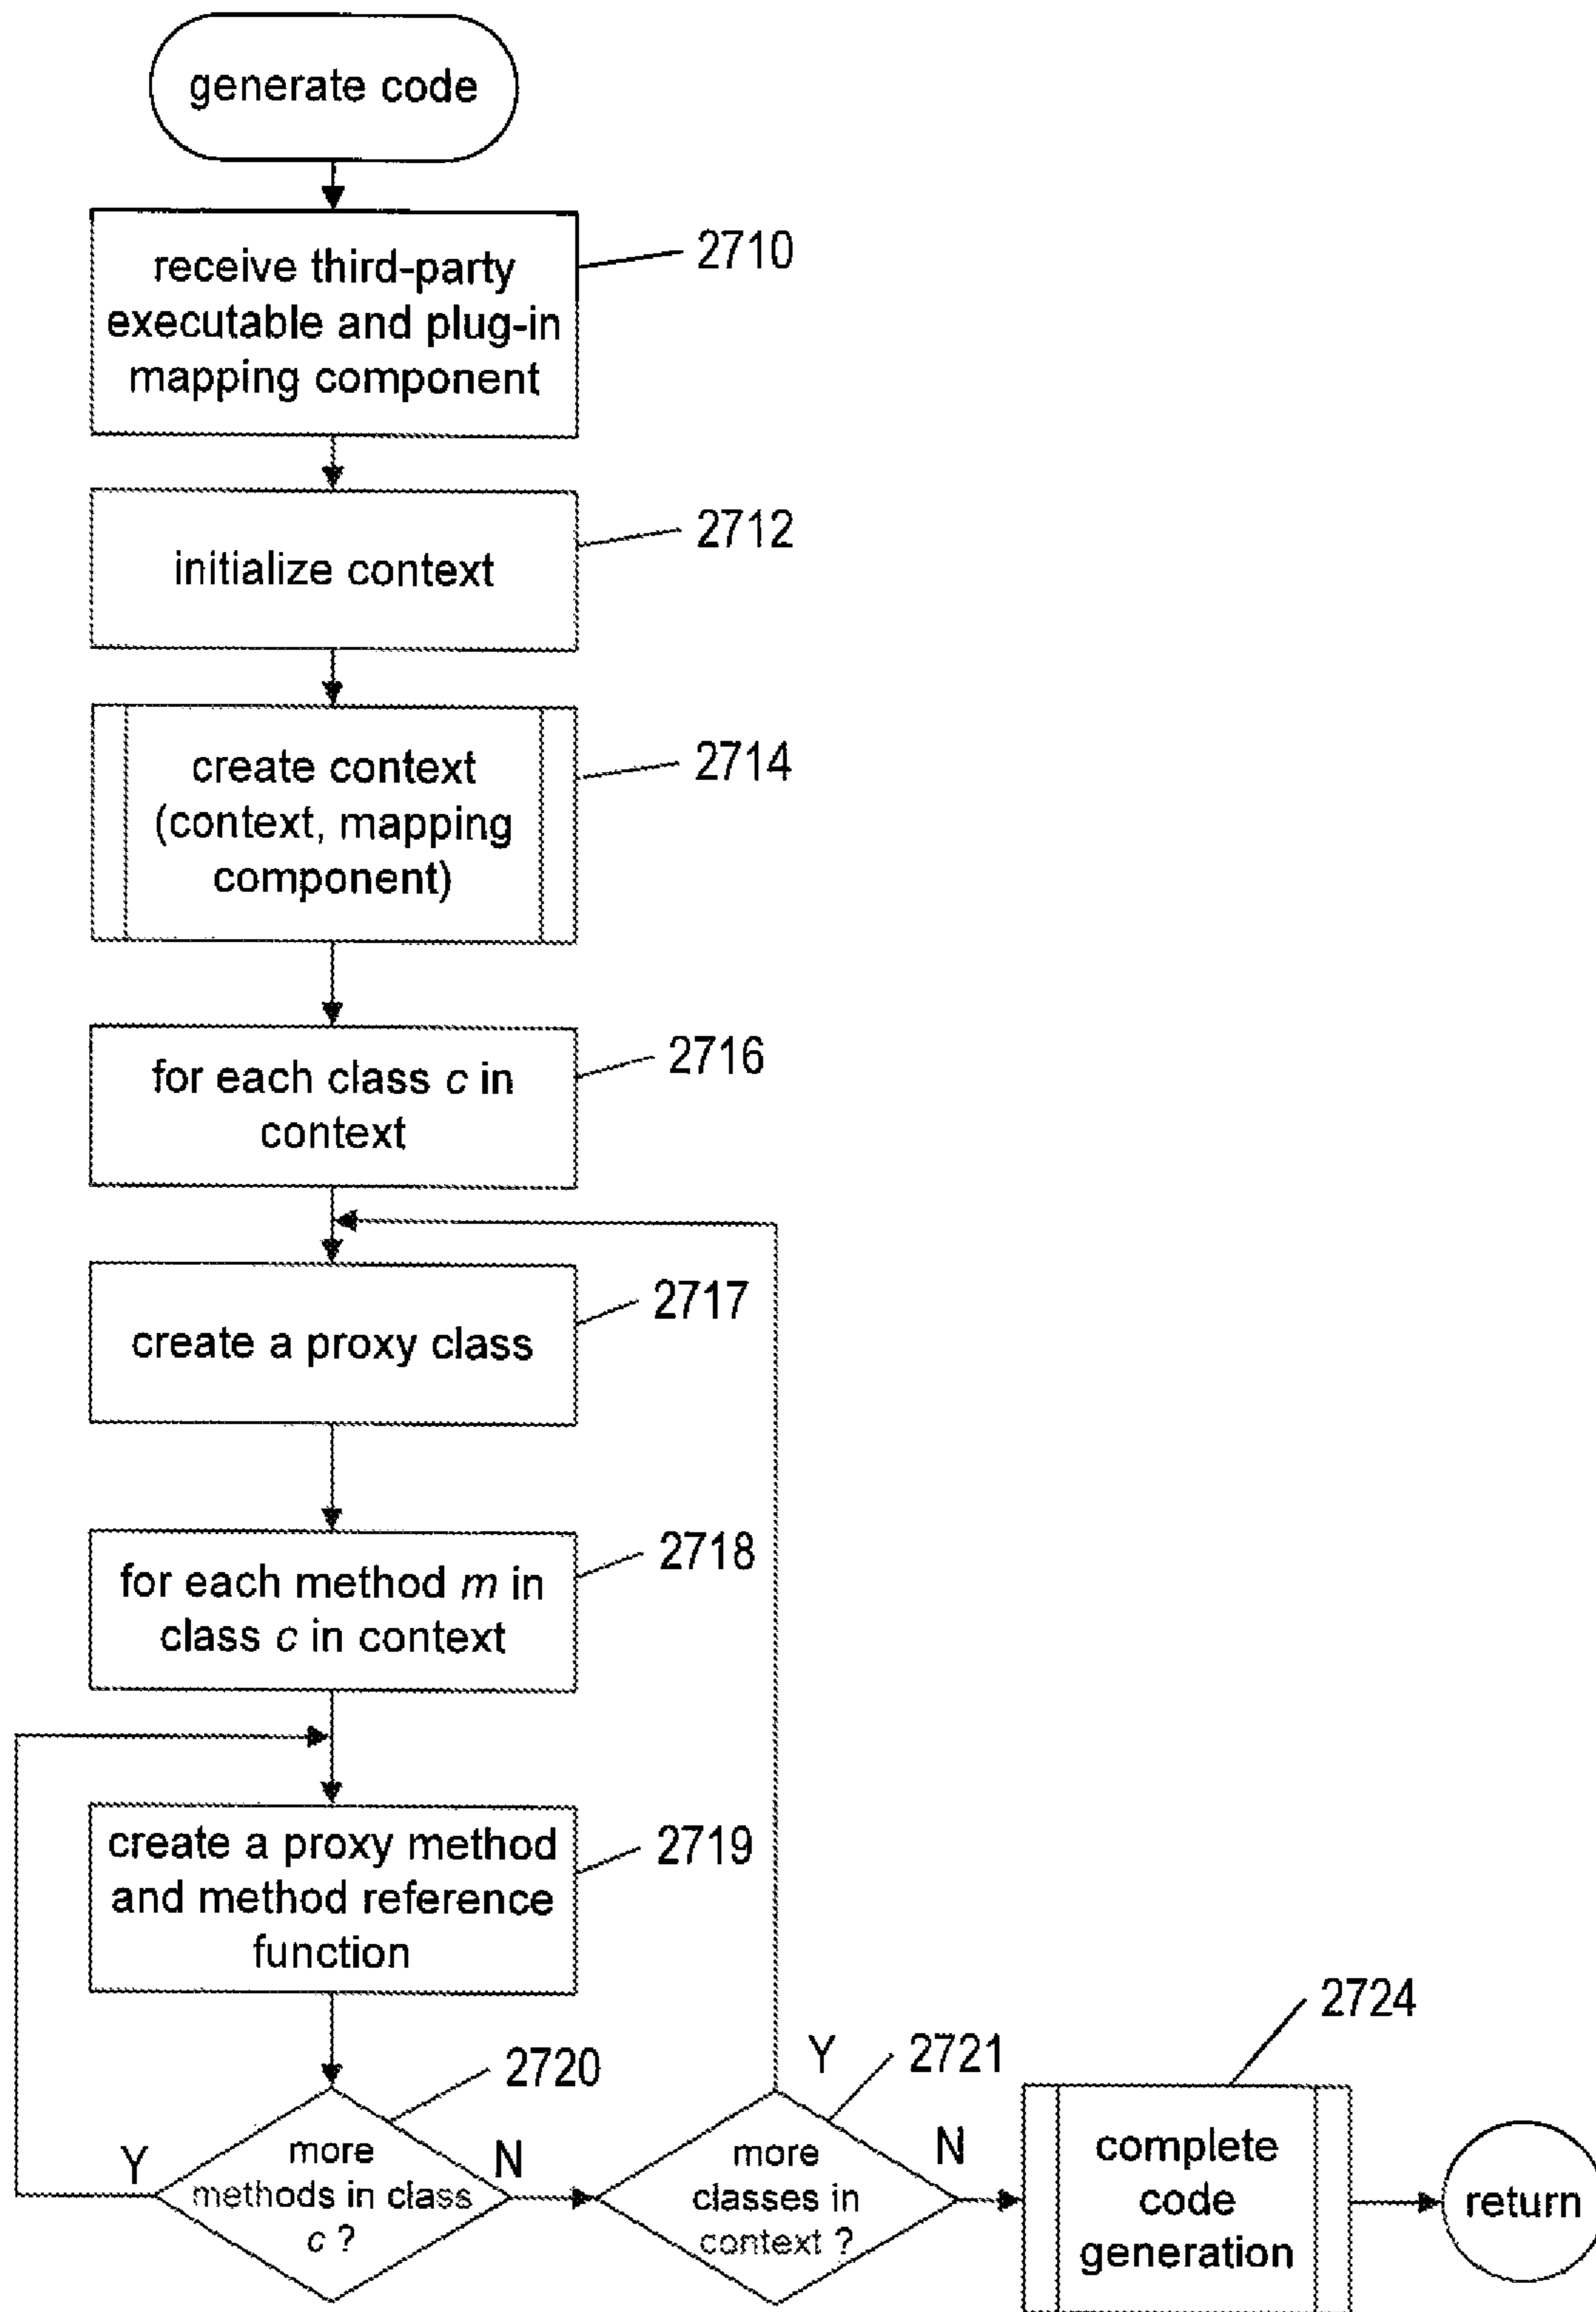 generate code
receive third-party
executable and plug-in
mapping component
2710
initialize context
2712
create context
(context, mapping
component)
2714
for each class c in
context
2716
create a proxy class
2717
for each method m in
class c in context
2718
create a proxy method
and method reference
function
2719
more
methods in class
c ?
2720
Y
N
more
classes in
context ?
2721
Y
N
complete
code
generation
2724
return